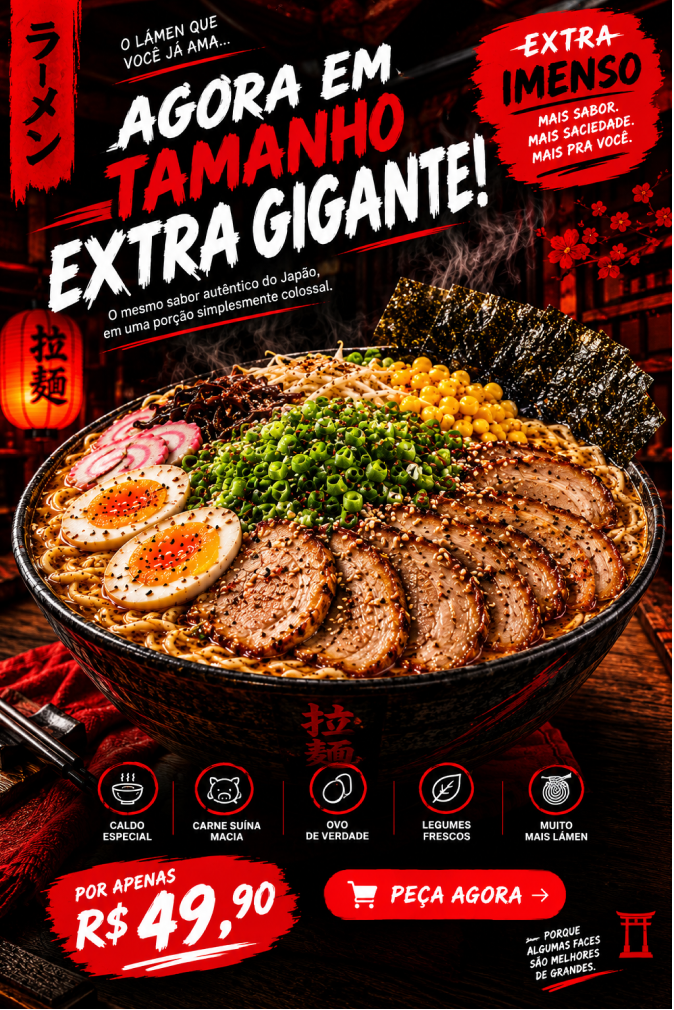 ラーメン
O LÁMEN QUE
VOCÊ JÁ AMA...
AGORA EM
TAMANHO
EXTRA GIGANTE!
O mesmo sabor autêntico do Japão,
em uma porção simplesmente colossal.
EXTRA
IMENSO
MAIS SABOR.
MAIS SACIEDADE.
MAIS PRA VOCÊ.
拉
麺
拉
麺
CALDO
ESPECIAL
CARNE SUÍNA
MACIA
OVO
DE VERDADE
LEGUMES
FRESCOS
MUITO
MAIS LÁMEN
POR APENAS
R$ 49,90
PEÇA AGORA →
PORQUE
ALGUMAS FACES
SÃO MELHORES
DE GRANDES.